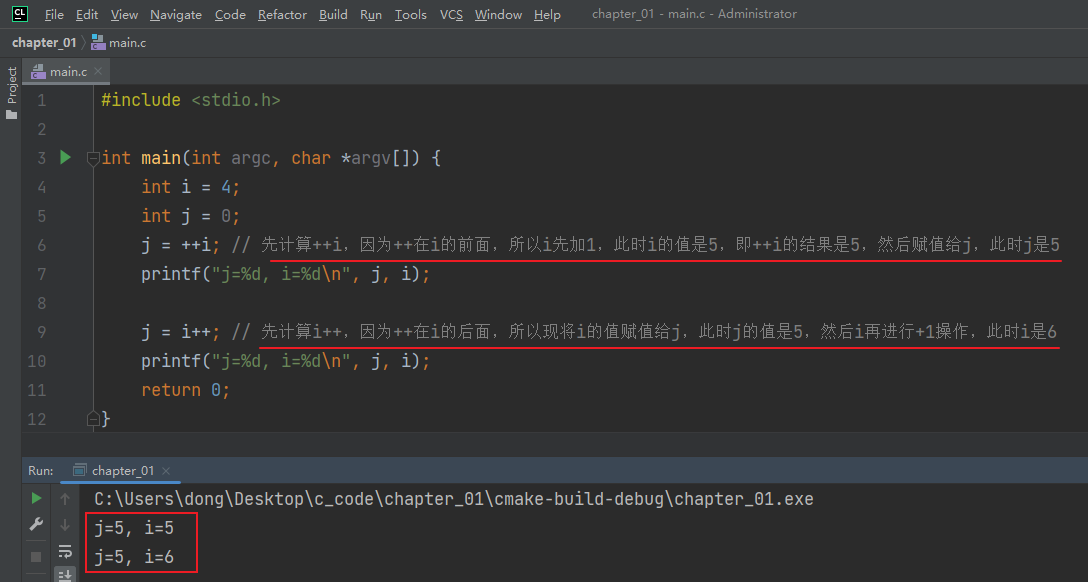 CL File Edit View Navigate Code Refactor Build Run Tools VCS Window Help chapter_01 - main.c - Administrator
chapter_01 main.c
Project
main.c
1 #include <stdio.h>
2
3 int main(int argc, char *argv[]) {
4 int i = 4;
5 int j = 0;
6 j = ++i; // 先计算++i，因为++在i的前面，所以i先加1，此时i的值是5，即++i的结果是5，然后赋值给j，此时j是5
7 printf("j=%d, i=%d\n", j, i);
8
9 j = i++; // 先计算i++，因为++在i的后面，所以现将i的值赋值给j，此时j的值是5，然后i再进行+1操作，此时i是6
10 printf("j=%d, i=%d\n", j, i);
11 return 0;
12 }
Run: chapter_01
C:\Users\dong\Desktop\c_code\chapter_01\cmake-build-debug\chapter_01.exe
j=5, i=5
j=5, i=6